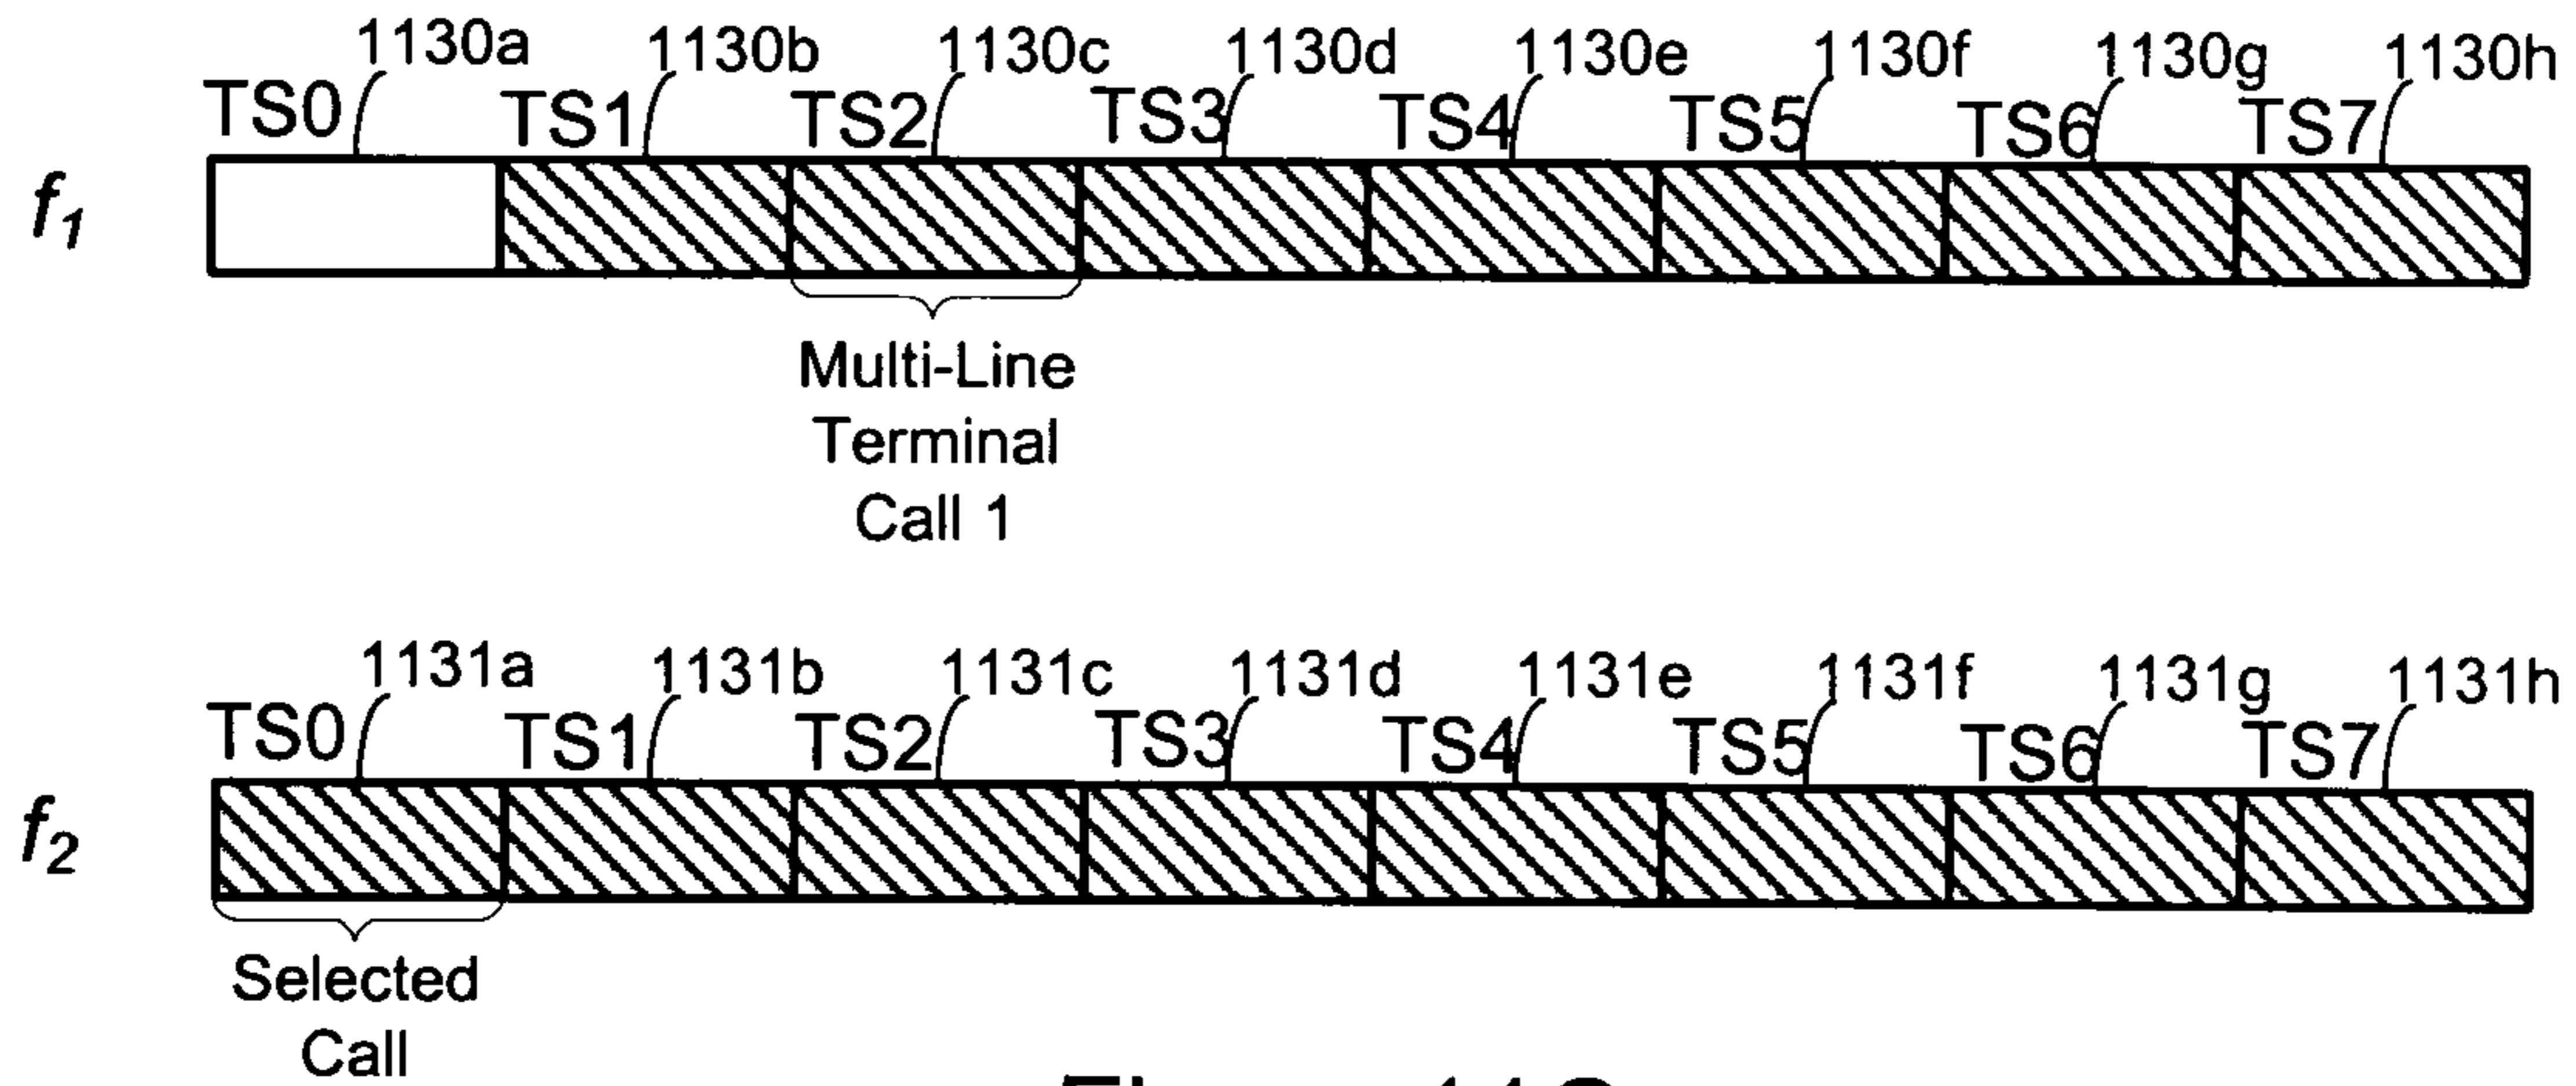 1130a 1130b 1130c 1130d 1130e 1130f 1130g 1130h
TS0 TS1 TS2 TS3 TS4 TS5 TS6 TS7
f1
Multi-Line
Terminal
Call 1
1131a 1131b 1131c 1131d 1131e 1131f 1131g 1131h
TS0 TS1 TS2 TS3 TS4 TS5 TS6 TS7
f2
Selected
Call